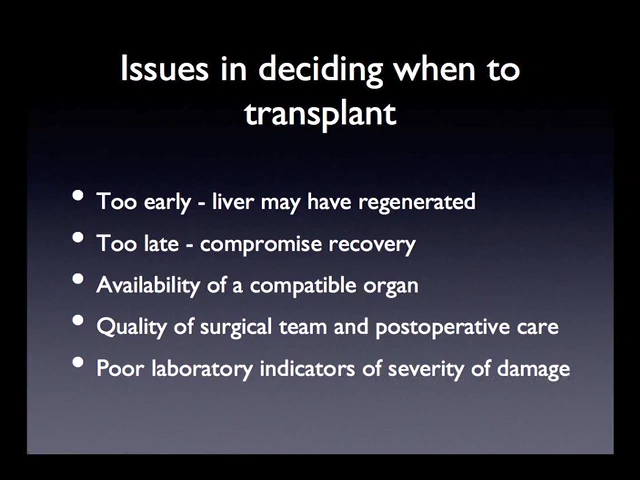 Issues in deciding when to
transplant
• Too early - liver may have regenerated
• Too late - compromise recovery
• Availability of a compatible organ
• Quality of surgical team and postoperative care
• Poor laboratory indicators of severity of damage